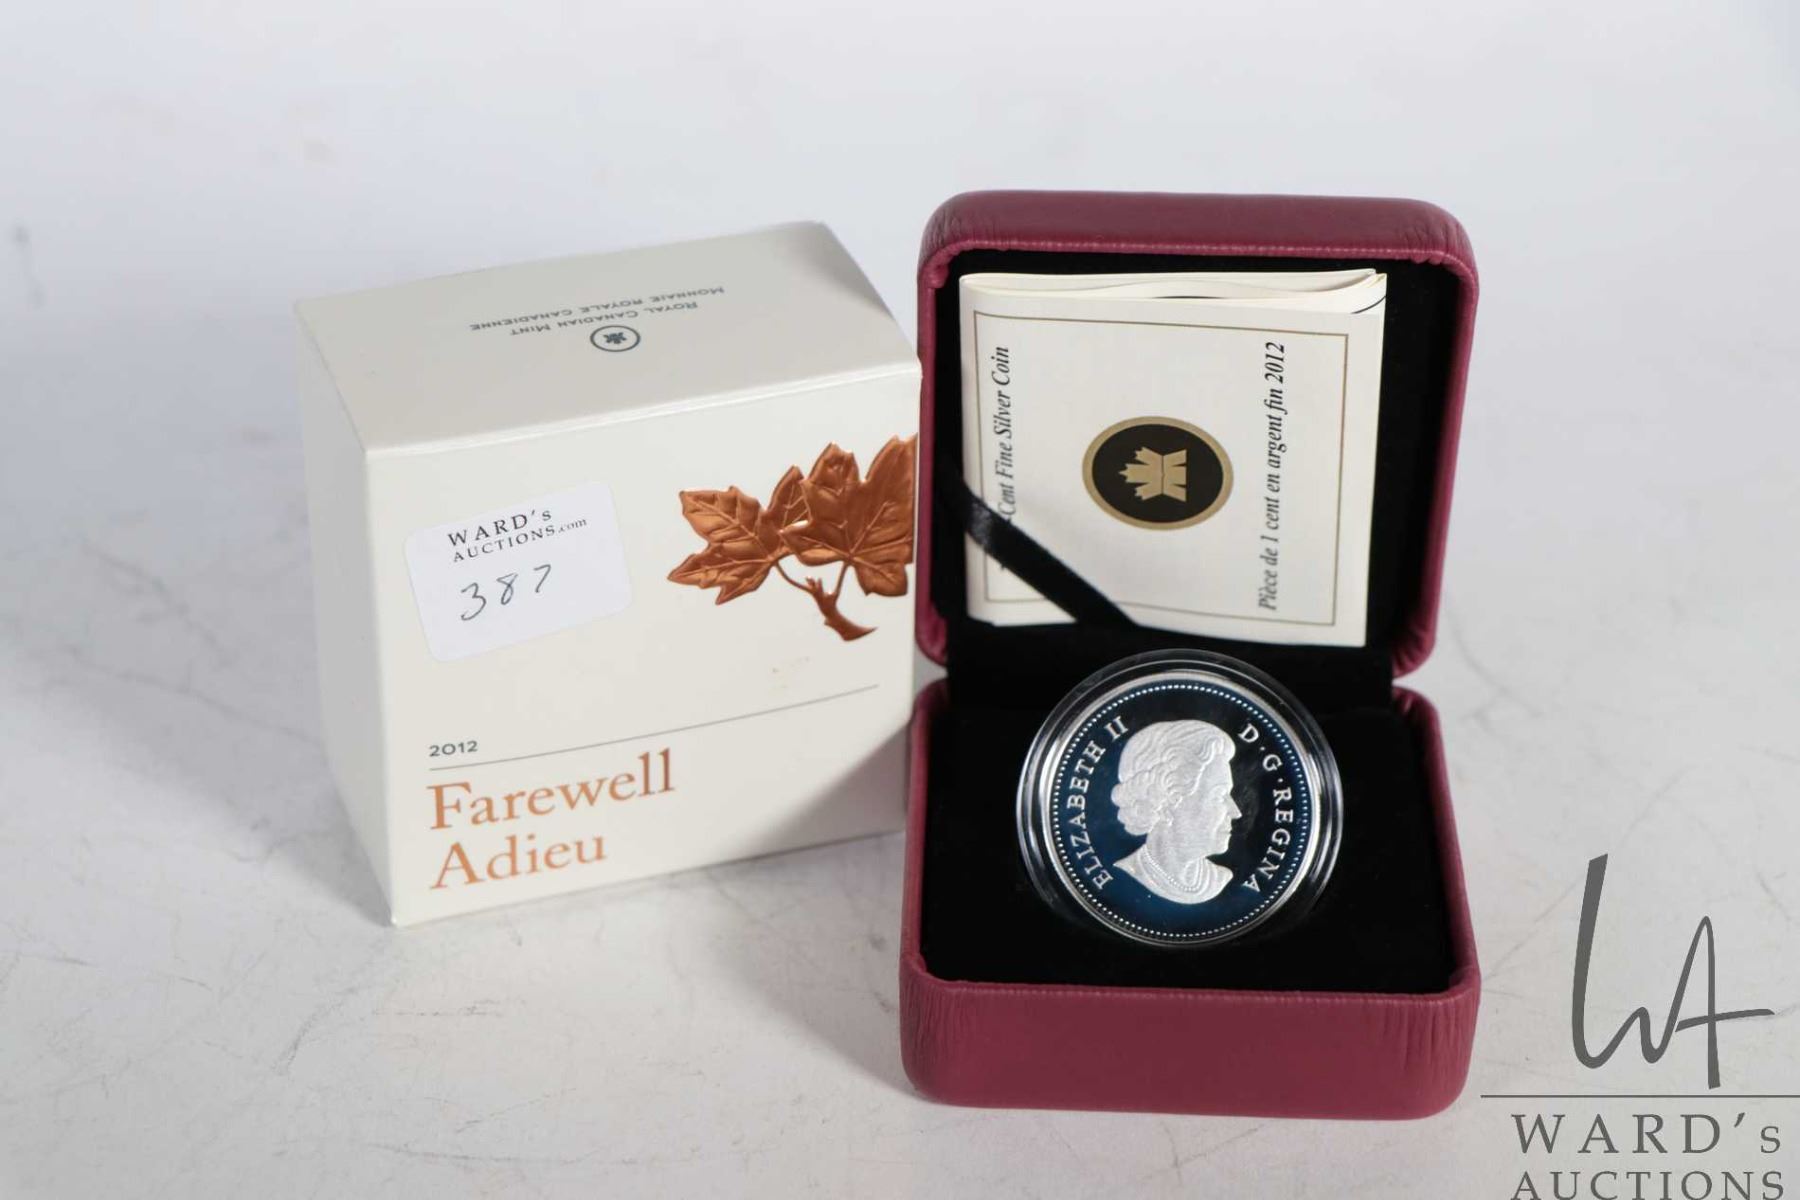 ROYAL CANADIAN MINT
MONNAIE ROYALE CANADIENNE
WARD's
AUCTIONS.com
387
2012
Farewell
Adieu
Cent Fine Silver Coin
Pièce de 1 cent en argent fin 2012
ELIZABETH II D·G·REGINA
WA
WARD's
AUCTIONS